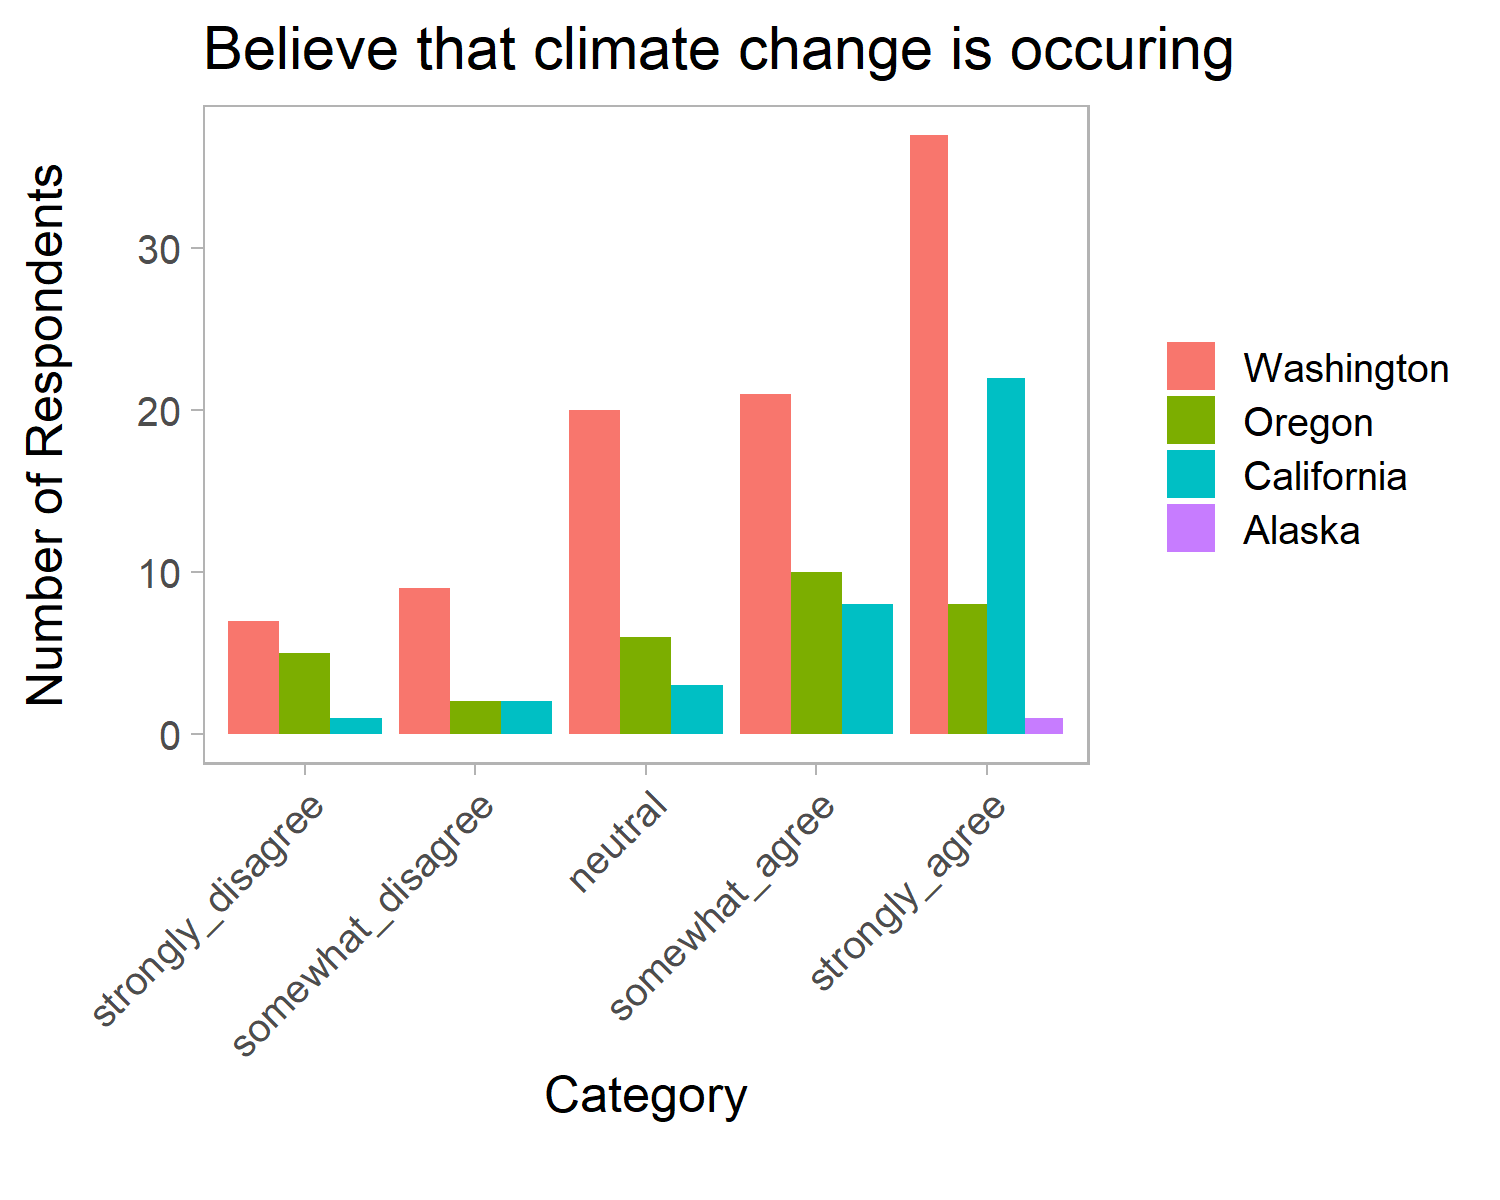 Believe that climate change is occuring
Number of Respondents
30
20
10
0
strongly_disagree
somewhat_disagree
neutral
somewhat_agree
strongly_agree
Category
Washington
Oregon
California
Alaska